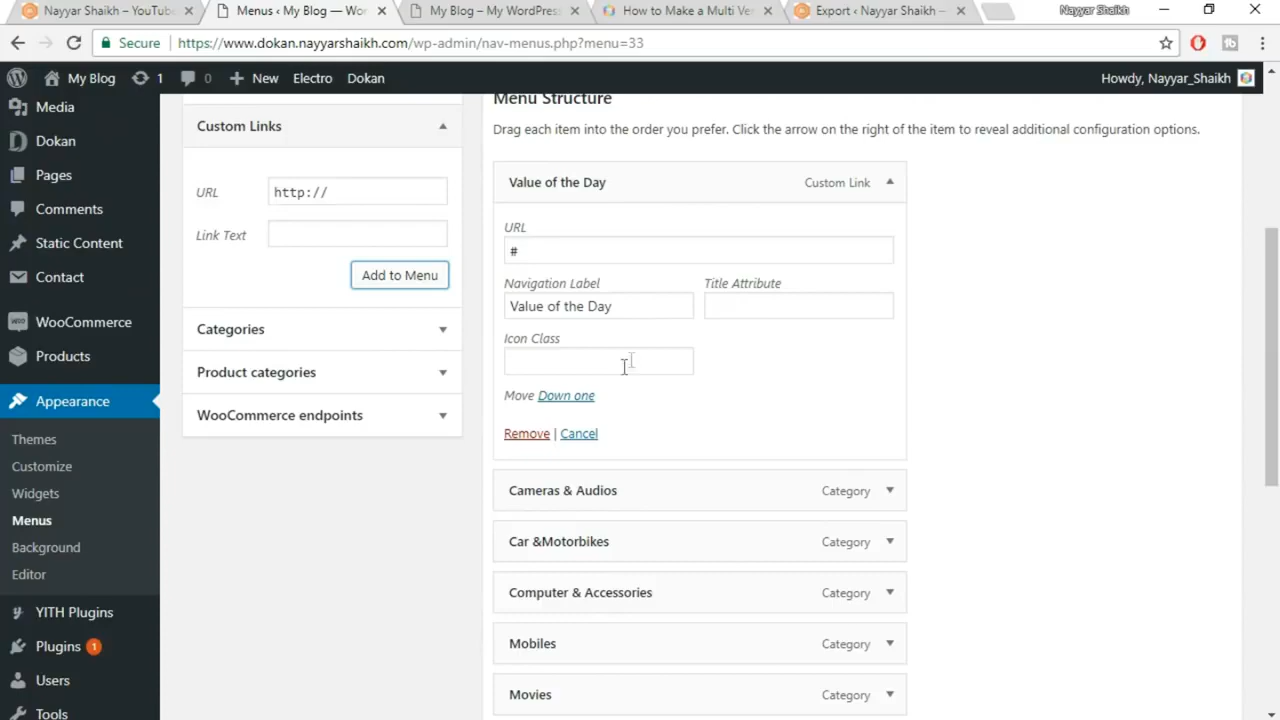 Nayyar Shaikh – YouTub
Menus ‹ My Blog — Wor
My Blog – My WordPress
How to Make a Multi Ve
Export ‹ Nayyar Shaikh —
Nayyar Shaikh
Secure
https://www.dokan.nayyarshaikh.com/wp-admin/nav-menus.php?menu=33
My Blog
1
0
New
Electro
Dokan
Howdy, Nayyar_Shaikh
Media
Dokan
Pages
Comments
Static Content
Contact
WooCommerce
Products
Appearance
Themes
Customize
Widgets
Menus
Background
Editor
YITH Plugins
Plugins 1
Users
Tools
Custom Links
URL http://
Link Text
Add to Menu
Categories
Product categories
WooCommerce endpoints
Menu Structure
Drag each item into the order you prefer. Click the arrow on the right of the item to reveal additional configuration options.
Value of the Day Custom Link
URL
#
Navigation Label Title Attribute
Value of the Day
Icon Class
Move Down one
Remove | Cancel
Cameras & Audios Category
Car &Motorbikes Category
Computer & Accessories Category
Mobiles Category
Movies Category